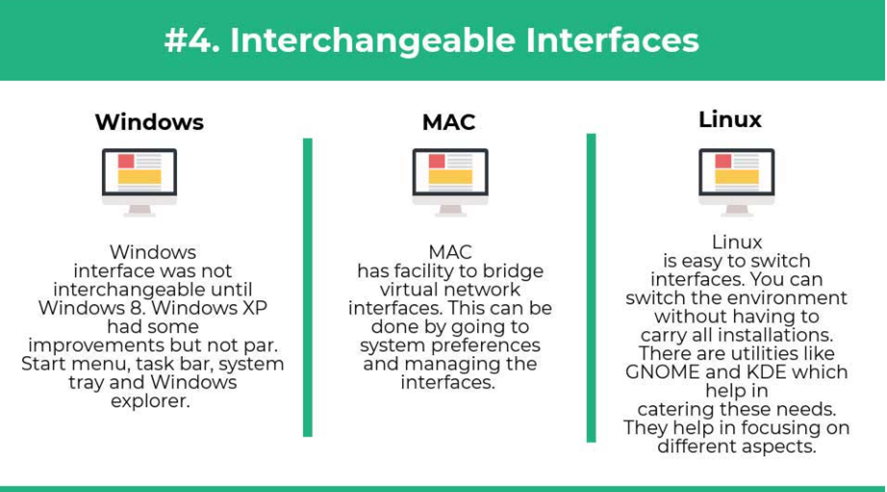 #4. Interchangeable Interfaces
Windows
Windows
interface was not
interchangeable until
Windows 8. Windows XP
had some
improvements but not par.
Start menu, task bar, system
tray and Windows
explorer.
MAC
MAC
has facility to bridge
virtual network
interfaces. This can be
done by going to
system preferences
and managing the
interfaces.
Linux
Linux
is easy to switch
interfaces. You can
switch the environment
without having to
carry all installations.
There are utilities like
GNOME and KDE which
help in
catering these needs.
They help in focusing on
different aspects.